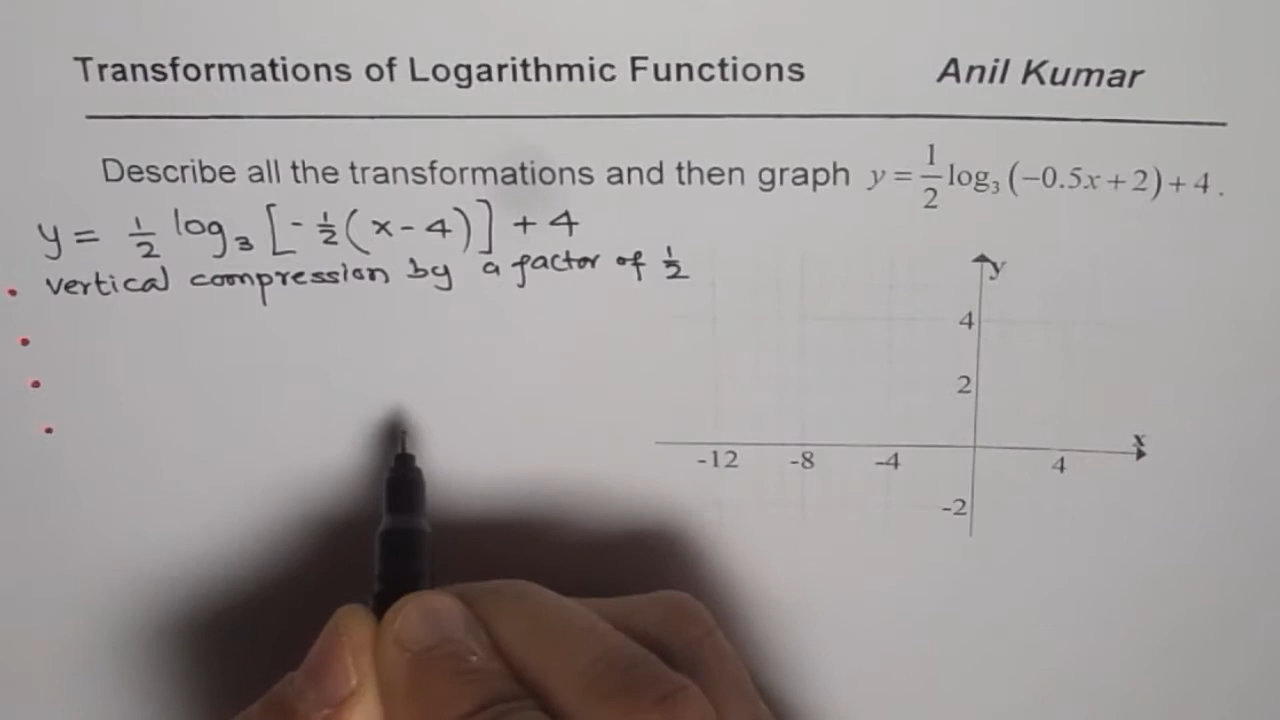 Transformations of Logarithmic Functions Anil Kumar
Describe all the transformations and then graph y = 1/2 log₃ (−0.5x + 2) + 4 .
y = 1/2 log₃ [- 1/2 (x - 4)] + 4
• vertical compression by a factor of 1/2
y
4
2
x
-12 -8 -4 4
-2